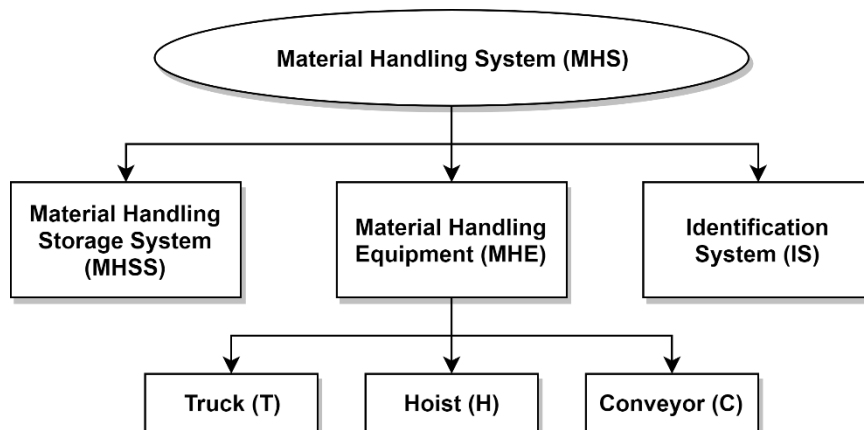 Material Handling System (MHS)
Material Handling
Storage System
(MHSS)
Material Handling
Equipment (MHE)
Identification
System (IS)
Truck (T)
Hoist (H)
Conveyor (C)